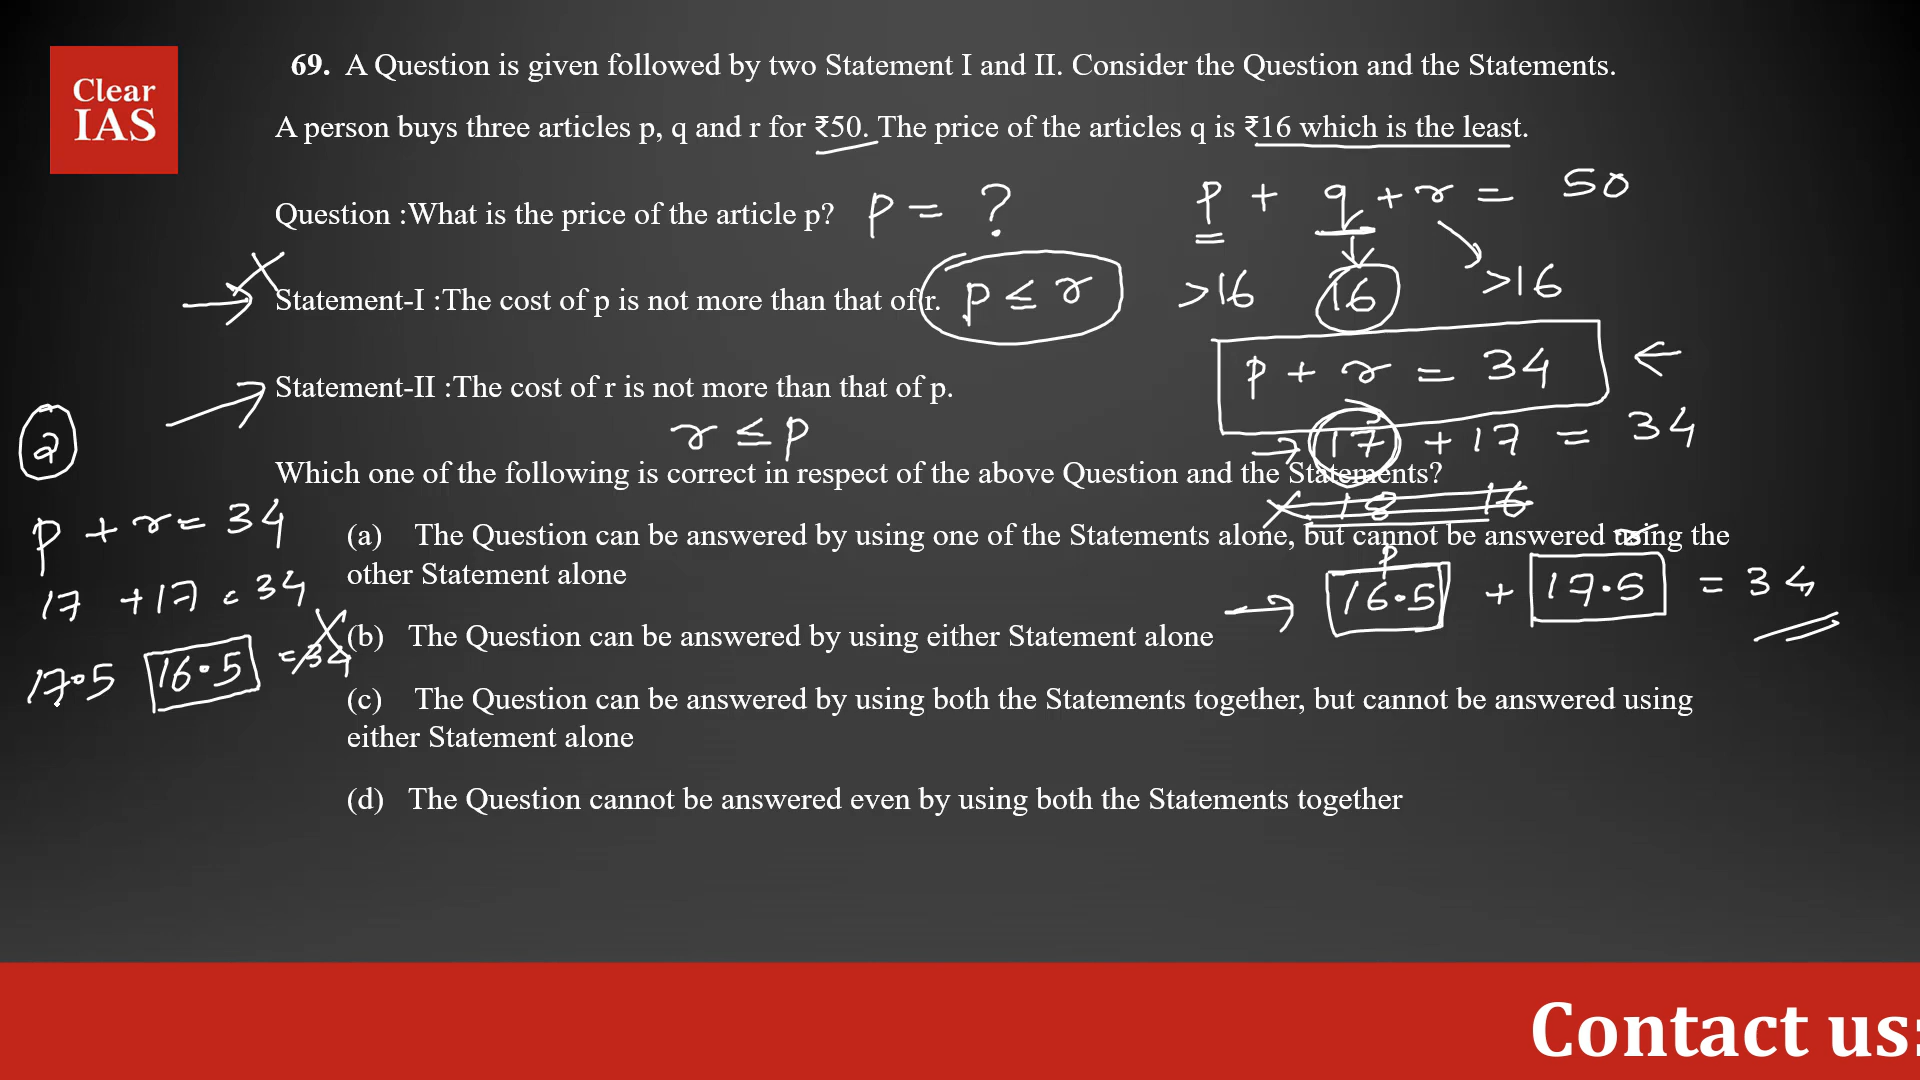 Clear
IAS
69. A Question is given followed by two Statement I and II. Consider the Question and the Statements.
A person buys three articles p, q and r for ₹50. The price of the articles q is ₹16 which is the least.
p + q + r = 50
Question :What is the price of the article p? p = ?
>16 16 >16
Statement-I :The cost of p is not more than that of r. p ≤ r
p + r = 34
Statement-II :The cost of r is not more than that of p.
r ≤ p
17 + 17 = 34
2
Which one of the following is correct in respect of the above Question and the Statements?
18 16
p + r = 34
(a) The Question can be answered by using one of the Statements alone, but cannot be answered using the
other Statement alone
p r
16.5 + 17.5 = 34
17 + 17 = 34
(b) The Question can be answered by using either Statement alone
17.5 16.5 = 34
(c) The Question can be answered by using both the Statements together, but cannot be answered using
either Statement alone
(d) The Question cannot be answered even by using both the Statements together
Contact us: